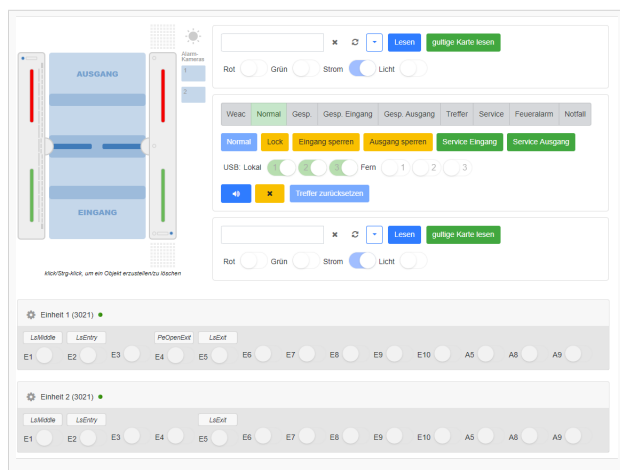 Alarm-
Kameras
1
2
AUSGANG
EINGANG
klick/Strg-klick, um ein Objekt erzustellen/zu löschen
Lesen gultige Karte lesen
Rot Grün Strom Licht
Weac Normal Gesp. Gesp. Eingang Gesp. Ausgang Treffer Service Feueralarm Notfall
Normal Lock Eingang sperren Ausgang sperren Service Eingang Service Ausgang
USB: Lokal 1 2 3 Fern 1 2 3
Treffer zurücksetzen
Lesen gultige Karte lesen
Rot Grün Strom Licht
Einheit 1 (3021)
LsMiddle LsEntry PeOpenExit LsExit
E1 E2 E3 E4 E5 E6 E7 E8 E9 E10 A5 A8 A9
Einheit 2 (3021)
LsMiddle LsEntry LsExit
E1 E2 E3 E4 E5 E6 E7 E8 E9 E10 A5 A8 A9